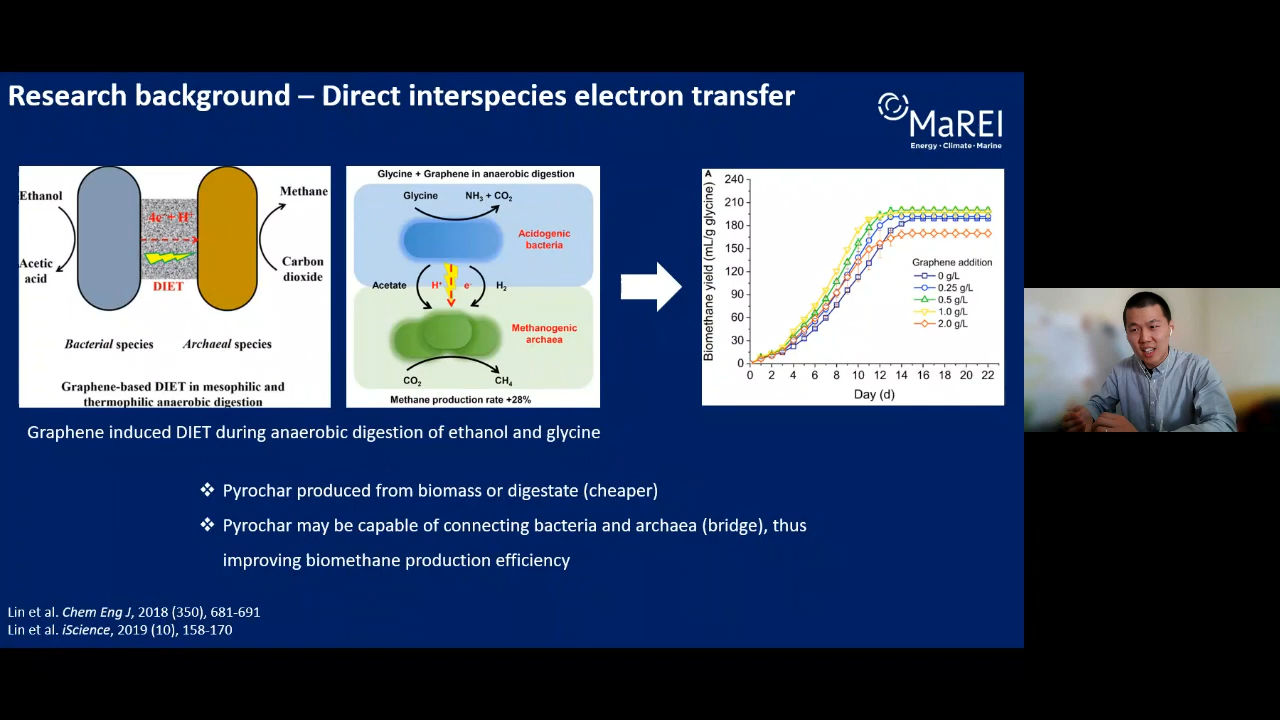 Research background – Direct interspecies electron transfer
MaREI
Energy • Climate • Marine
Ethanol
Acetic
acid
4e⁻ + H⁺
DIET
Methane
Carbon
dioxide
Bacterial species
Archaeal species
Graphene-based DIET in mesophilic and
thermophilic anaerobic digestion
Glycine + Graphene in anaerobic digestion
Glycine
NH₃ + CO₂
Acidogenic
bacteria
Acetate
H⁺
e⁻
H₂
Methanogenic
archaea
CO₂
CH₄
Methane production rate +28%
A
Biomethane yield (mL/g glycine)
240
210
180
150
120
90
60
30
0
0 2 4 6 8 10 12 14 16 18 20 22
Day (d)
Graphene addition
0 g/L
0.25 g/L
0.5 g/L
1.0 g/L
2.0 g/L
Graphene induced DIET during anaerobic digestion of ethanol and glycine
❖ Pyrochar produced from biomass or digestate (cheaper)
❖ Pyrochar may be capable of connecting bacteria and archaea (bridge), thus
improving biomethane production efficiency
Lin et al. Chem Eng J, 2018 (350), 681-691
Lin et al. iScience, 2019 (10), 158-170